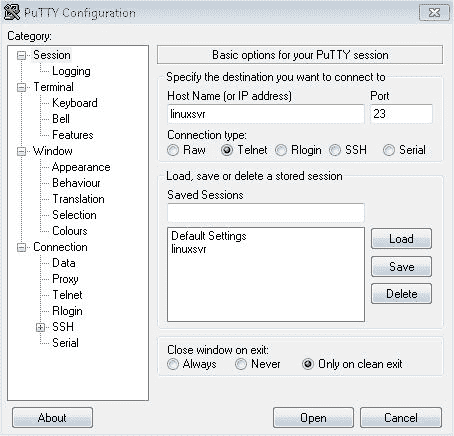 PuTTY Configuration
Category:
Session
Logging
Terminal
Keyboard
Bell
Features
Window
Appearance
Behaviour
Translation
Selection
Colours
Connection
Data
Proxy
Telnet
Rlogin
SSH
Serial
Basic options for your PuTTY session
Specify the destination you want to connect to
Host Name (or IP address) Port
linuxsvr 23
Connection type:
Raw Telnet Rlogin SSH Serial
Load, save or delete a stored session
Saved Sessions
Default Settings
linuxsvr
Load
Save
Delete
Close window on exit:
Always Never Only on clean exit
About Open Cancel